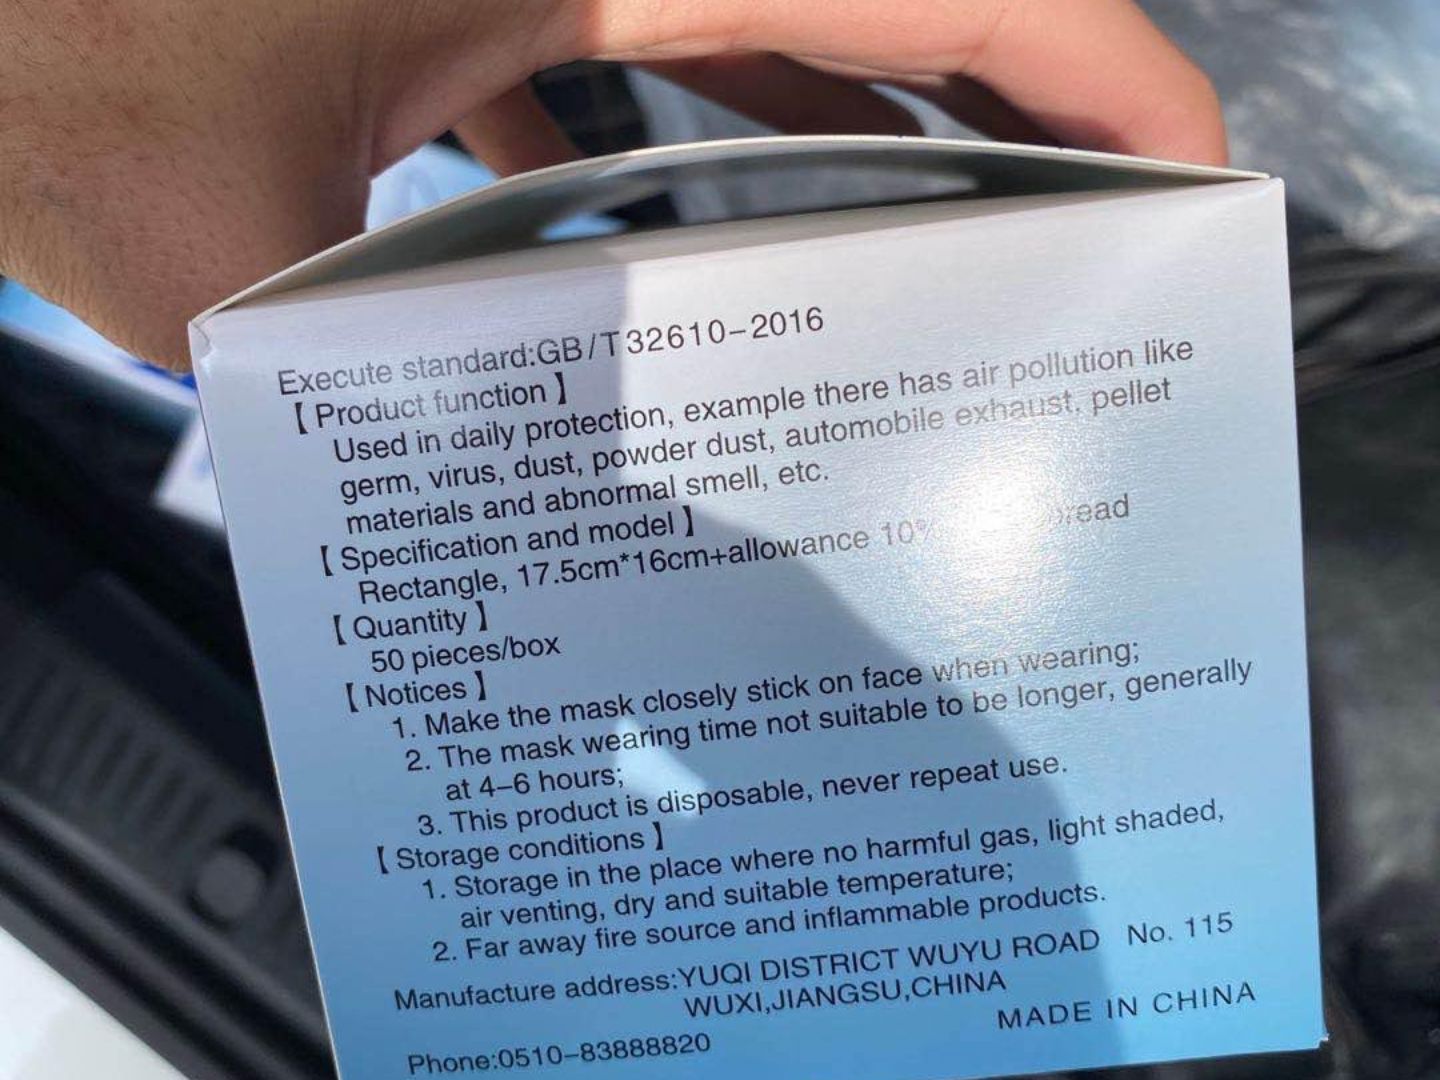 Execute standard:GB/T32610-2016
【Product function】
Used in daily protection, example there has air pollution like
germ, virus, dust, powder dust, automobile exhaust, pellet
materials and abnormal smell, etc.
【Specification and model】
Rectangle, 17.5cm*16cm+allowance 10%
【Quantity】
50 pieces/box
【Notices】
1. Make the mask closely stick on face when wearing;
2. The mask wearing time not suitable to be longer, generally
at 4–6 hours;
3. This product is disposable, never repeat use.
【Storage conditions】
1. Storage in the place where no harmful gas, light shaded,
air venting, dry and suitable temperature;
2. Far away fire source and inflammable products.
Manufacture address:YUQI DISTRICT WUYU ROAD No. 115
WUXI,JIANGSU,CHINA
MADE IN CHINA
Phone:0510–83888820